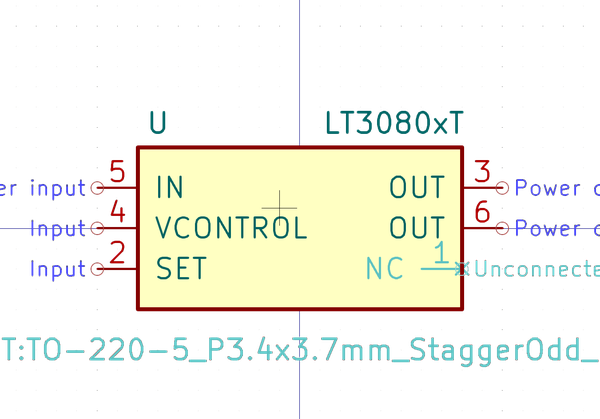 U LT3080xT
er input 5 IN OUT 3 Power o
Input 4 VCONTROL OUT 6 Power o
Input 2 SET NC 1 Unconnecte
T:TO-220-5_P3.4x3.7mm_StaggerOdd_